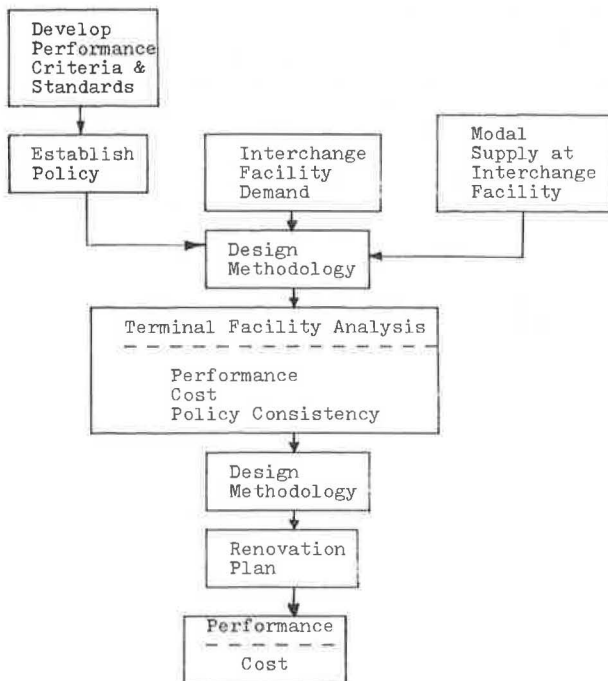 Develop
Performance
Criteria &
Standards
Establish
Policy
Interchange
Facility
Demand
Modal
Supply at
Interchange
Facility
Design
Methodology
Terminal Facility Analysis
Performance
Cost
Policy Consistency
Design
Methodology
Renovation
Plan
Performance
Cost